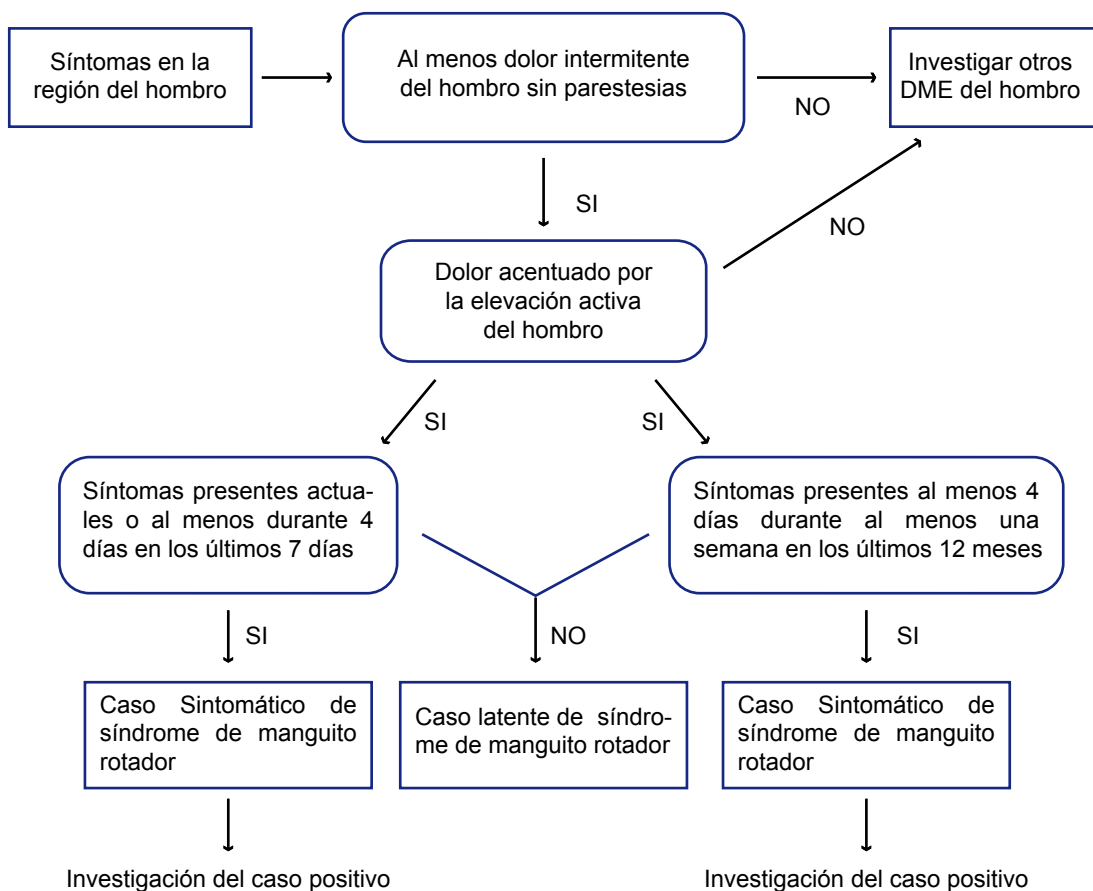 Síntomas en la
región del hombro
Al menos dolor intermitente
del hombro sin parestesias
NO
Investigar otros
DME del hombro
SI
NO
Dolor acentuado por
la elevación activa
del hombro
SI
SI
Síntomas presentes actua-
les o al menos durante 4
días en los últimos 7 días
Síntomas presentes al menos 4
días durante al menos una
semana en los últimos 12 meses
SI
NO
SI
Caso Sintomático de
síndrome de manguito
rotador
Caso latente de síndro-
me de manguito rotador
Caso Sintomático de
síndrome de manguito
rotador
Investigación del caso positivo
Investigación del caso positivo